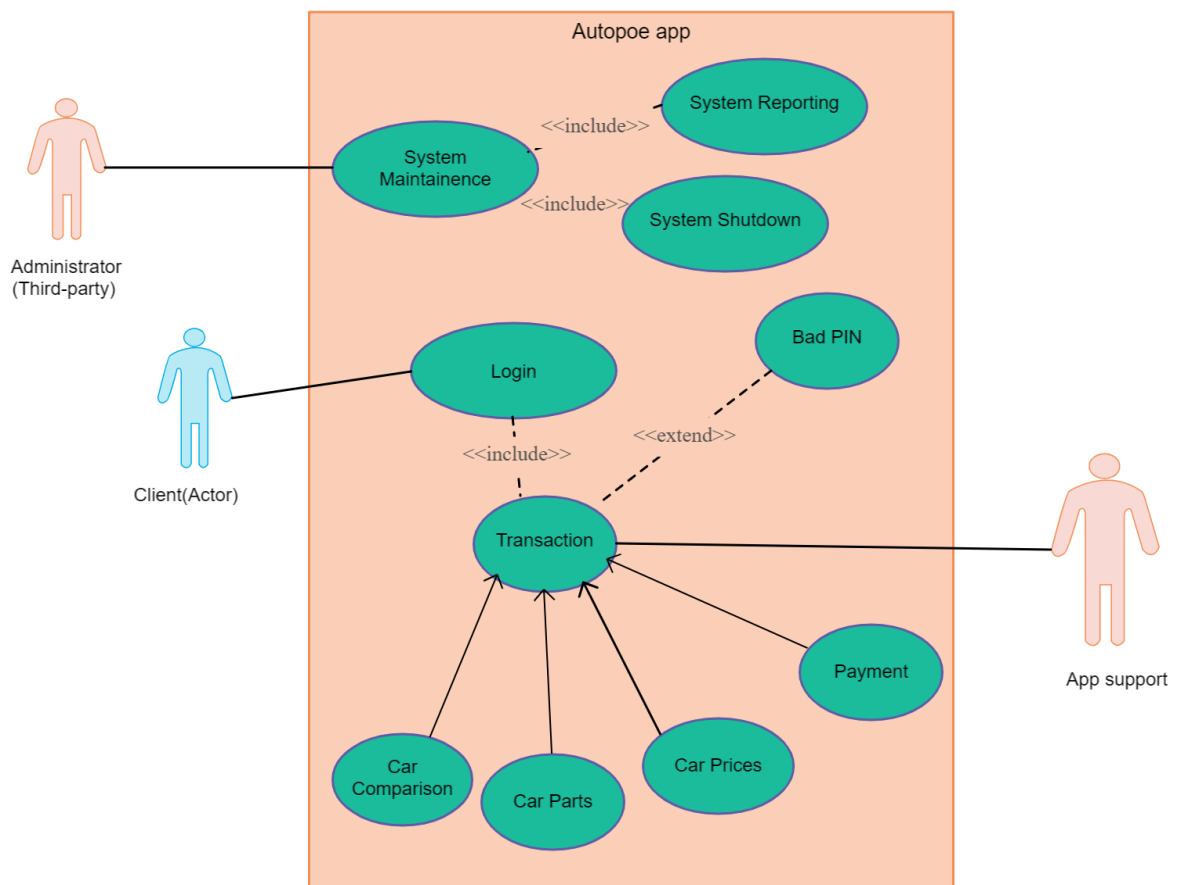 Autopoe app
System Reporting
<<include>>
System
Maintainence
<<include>>
System Shutdown
Administrator
(Third-party)
Bad PIN
Login
<<extend>>
<<include>>
Client(Actor)
Transaction
Payment
App support
Car
Comparison
Car Parts
Car Prices